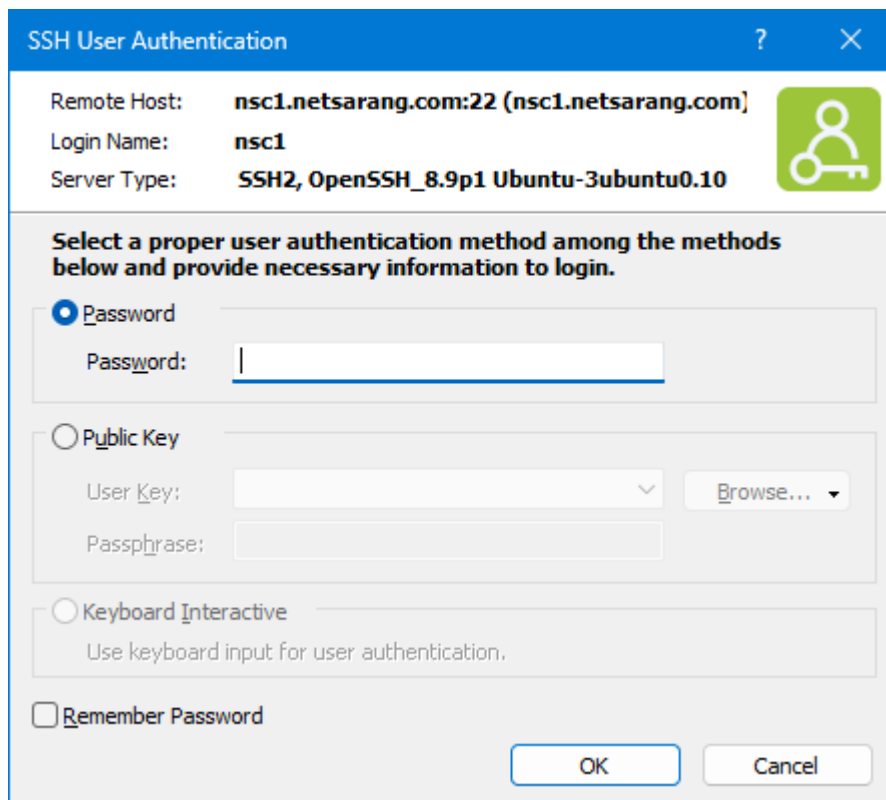 SSH User Authentication ?
Remote Host: nsc1.netsarang.com:22 (nsc1.netsarang.com)
Login Name: nsc1
Server Type: SSH2, OpenSSH_8.9p1 Ubuntu-3ubuntu0.10
Select a proper user authentication method among the methods
below and provide necessary information to login.
Password
Password:
Public Key
User Key: Browse...
Passphrase:
Keyboard Interactive
Use keyboard input for user authentication.
Remember Password
OK Cancel